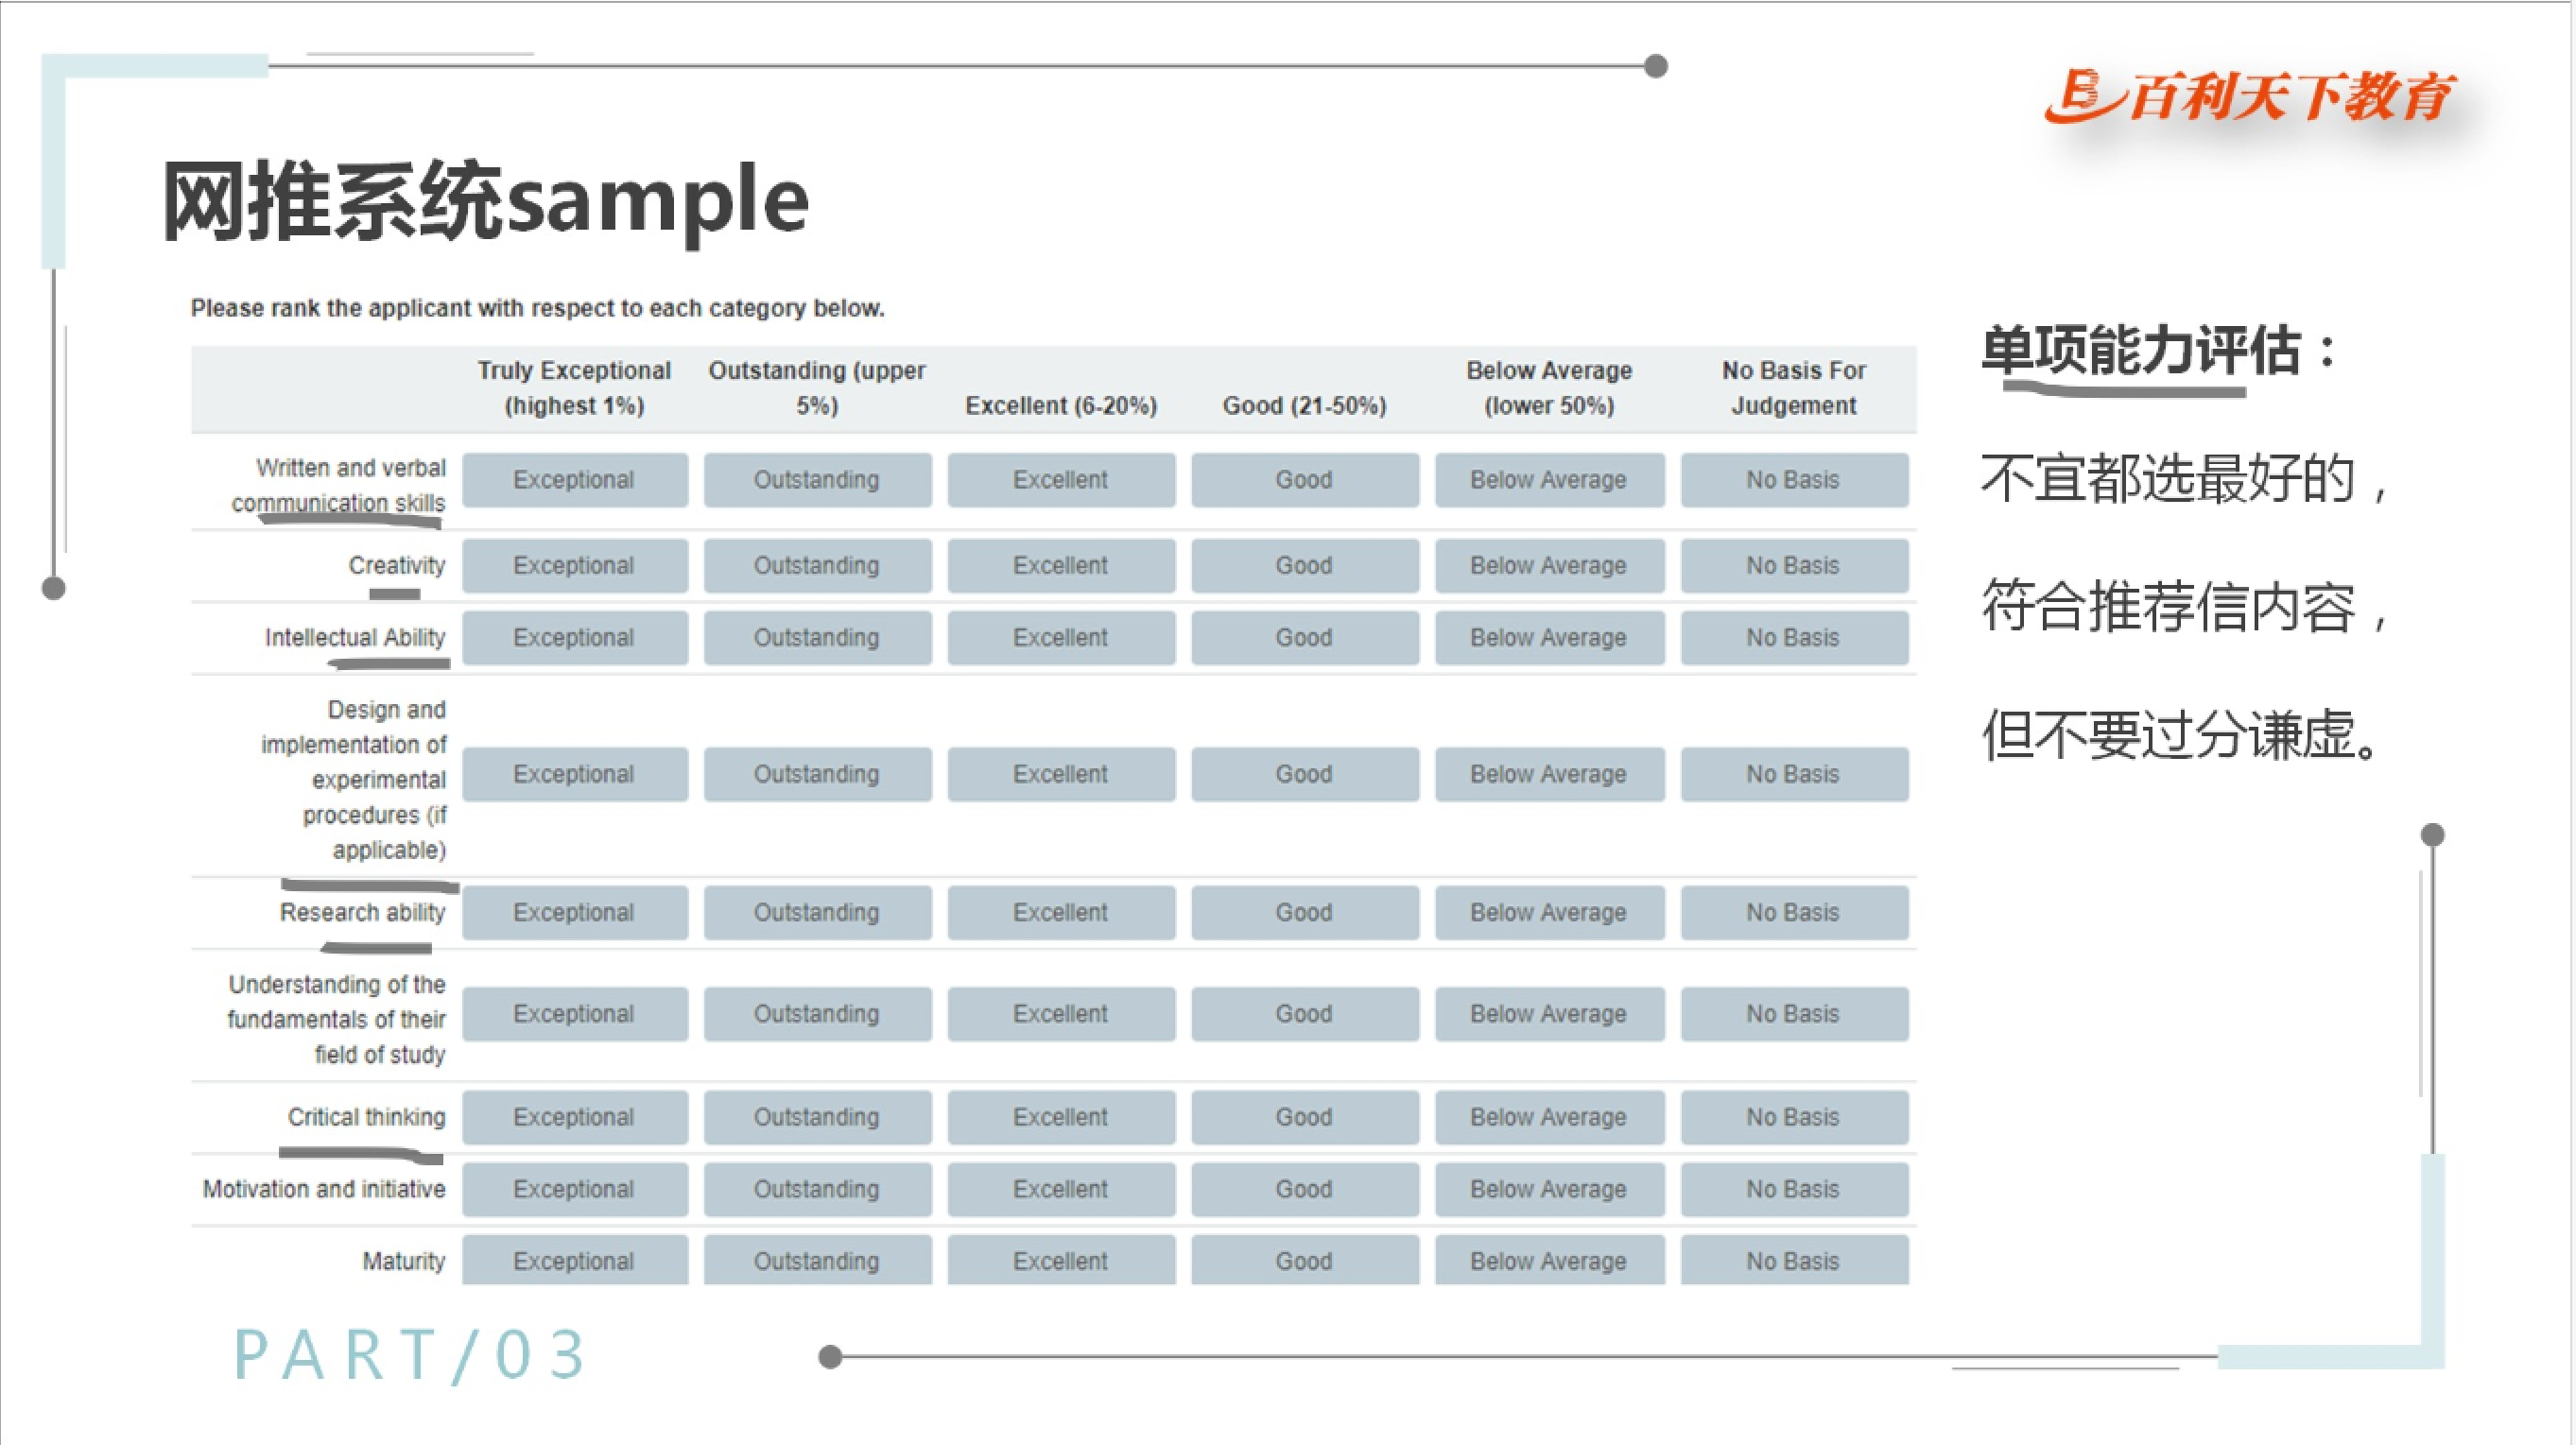 百利天下教育
网推系统sample
Please rank the applicant with respect to each category below.
Truly Exceptional (highest 1%) Outstanding (upper 5%) Excellent (6-20%) Good (21-50%) Below Average (lower 50%) No Basis For Judgement
Written and verbal communication skills Exceptional Outstanding Excellent Good Below Average No Basis
Creativity Exceptional Outstanding Excellent Good Below Average No Basis
Intellectual Ability Exceptional Outstanding Excellent Good Below Average No Basis
Design and implementation of experimental procedures (if applicable) Exceptional Outstanding Excellent Good Below Average No Basis
Research ability Exceptional Outstanding Excellent Good Below Average No Basis
Understanding of the fundamentals of their field of study Exceptional Outstanding Excellent Good Below Average No Basis
Critical thinking Exceptional Outstanding Excellent Good Below Average No Basis
Motivation and initiative Exceptional Outstanding Excellent Good Below Average No Basis
Maturity Exceptional Outstanding Excellent Good Below Average No Basis
单项能力评估：
不宜都选最好的，
符合推荐信内容，
但不要过分谦虚。
PART/03